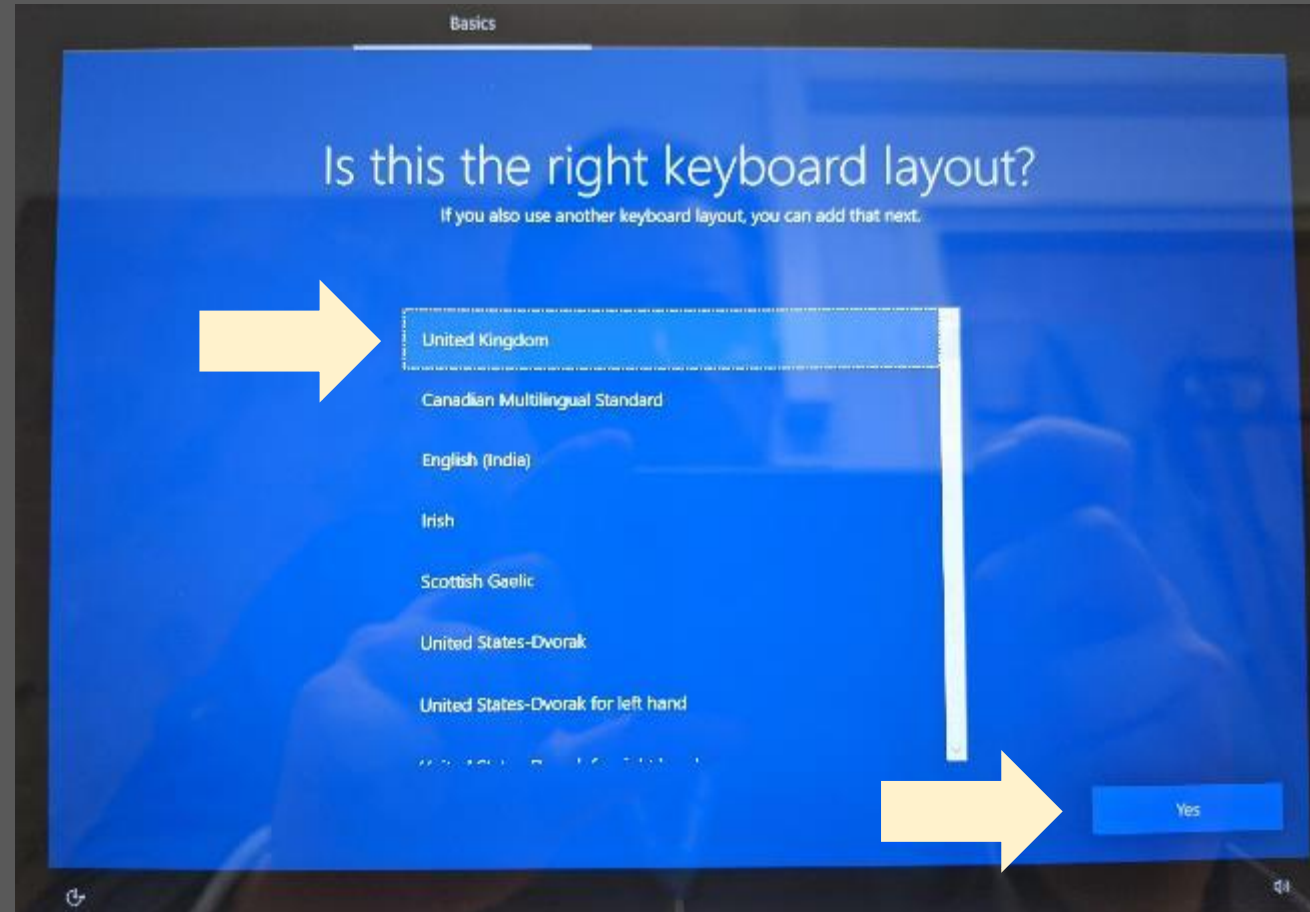 Basics
Is this the right keyboard layout?
If you also use another keyboard layout, you can add that next.
United Kingdom
Canadian Multilingual Standard
English (India)
Irish
Scottish Gaelic
United States-Dvorak
United States-Dvorak for left hand
Yes